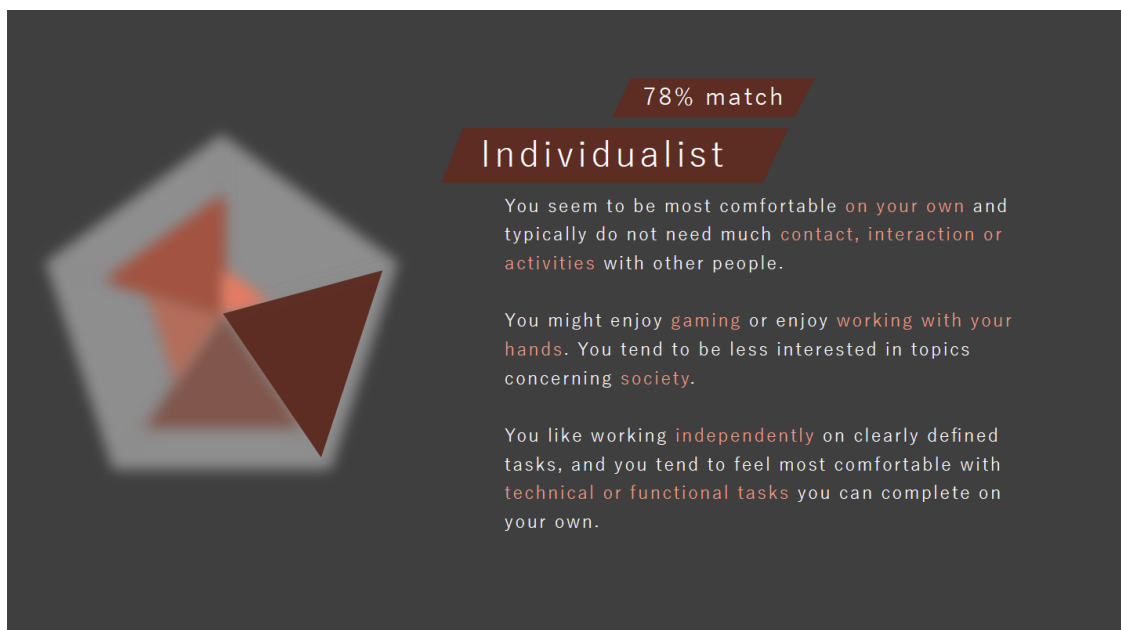 78% match
Individualist
You seem to be most comfortable on your own and
typically do not need much contact, interaction or
activities with other people.
You might enjoy gaming or enjoy working with your
hands. You tend to be less interested in topics
concerning society.
You like working independently on clearly defined
tasks, and you tend to feel most comfortable with
technical or functional tasks you can complete on
your own.